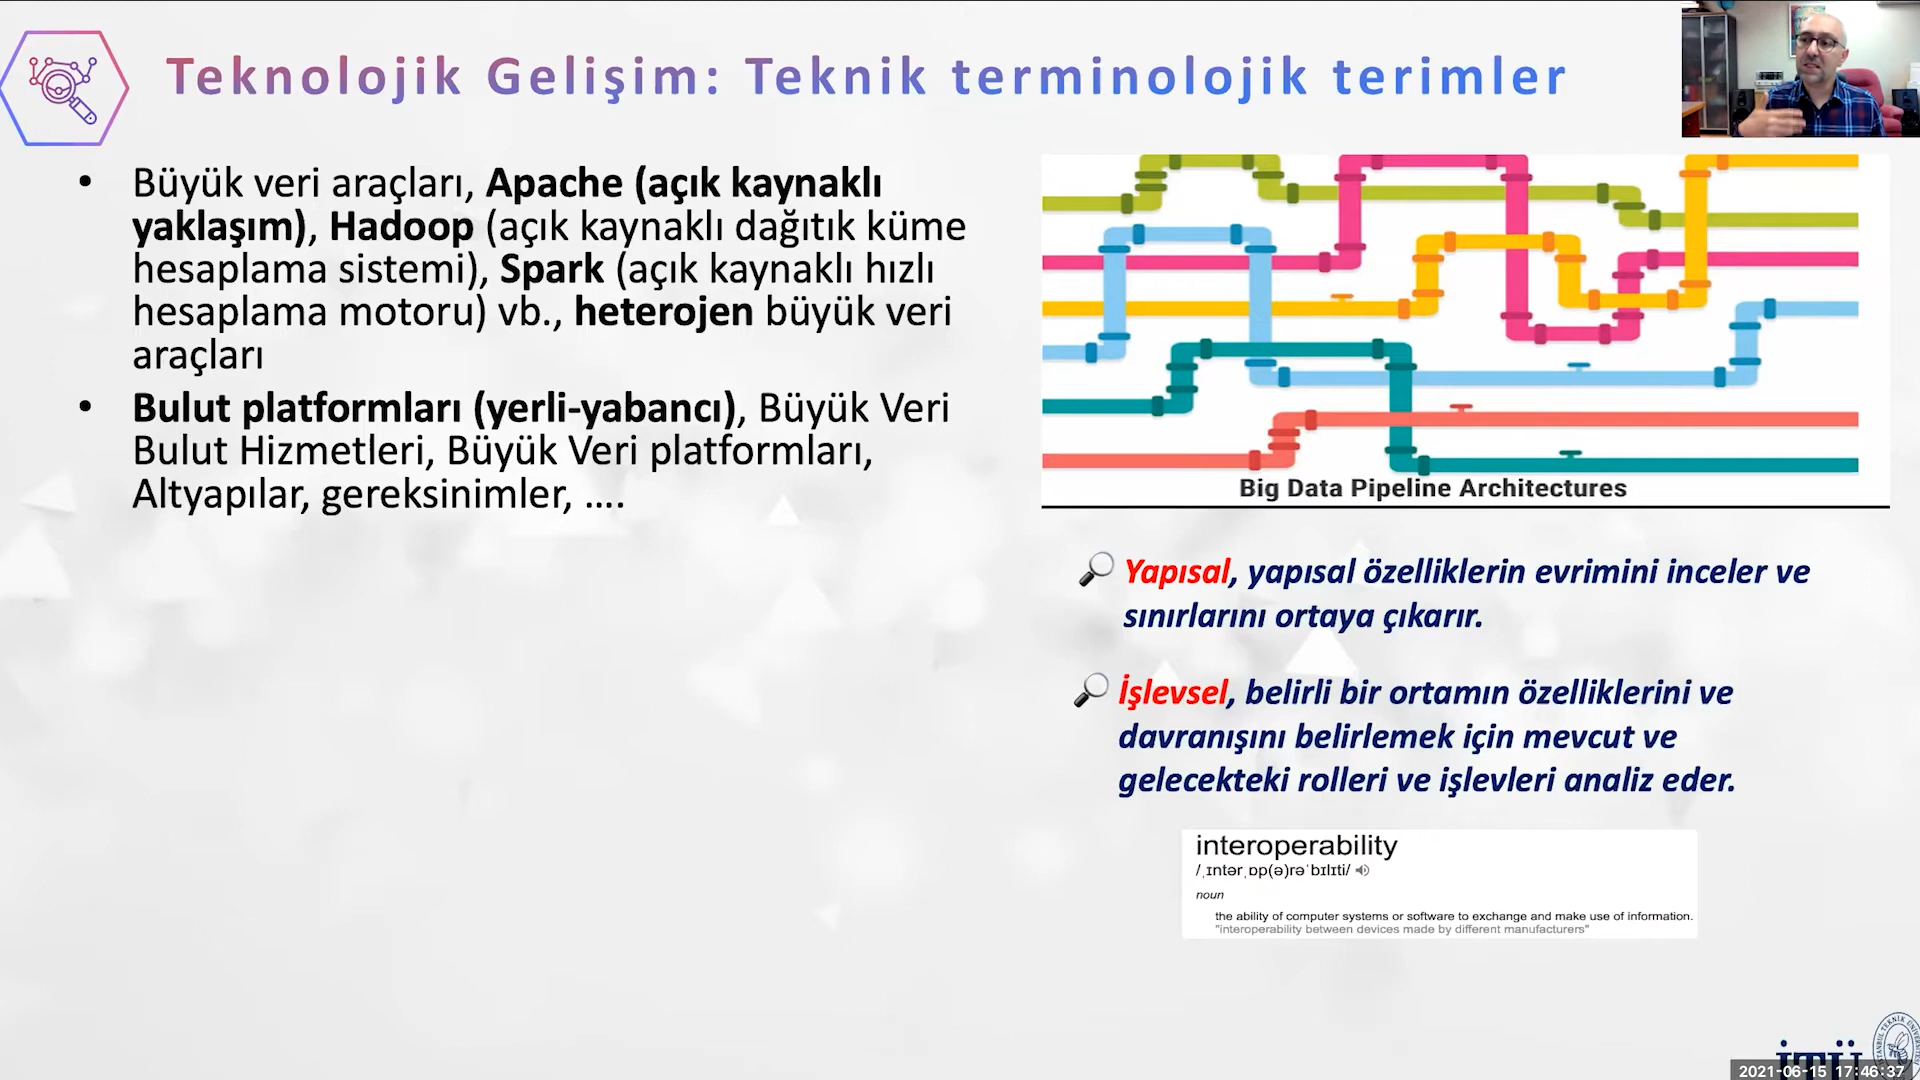 Teknolojik Gelişim: Teknik terminolojik terimler
• Büyük veri araçları, Apache (açık kaynaklı
yaklaşım), Hadoop (açık kaynaklı dağıtık küme
hesaplama sistemi), Spark (açık kaynaklı hızlı
hesaplama motoru) vb., heterojen büyük veri
araçları
• Bulut platformları (yerli-yabancı), Büyük Veri
Bulut Hizmetleri, Büyük Veri platformları,
Altyapılar, gereksinimler, ....
Big Data Pipeline Architectures
Yapısal, yapısal özelliklerin evrimini inceler ve
sınırlarını ortaya çıkarır.
İşlevsel, belirli bir ortamın özelliklerini ve
davranışını belirlemek için mevcut ve
gelecekteki rolleri ve işlevleri analiz eder.
interoperability
/ˌɪntərˌɒp(ə)rəˈbɪlɪti/
noun
the ability of computer systems or software to exchange and make use of information.
"interoperability between devices made by different manufacturers"
İTÜ
2021-06-15 17:46:37